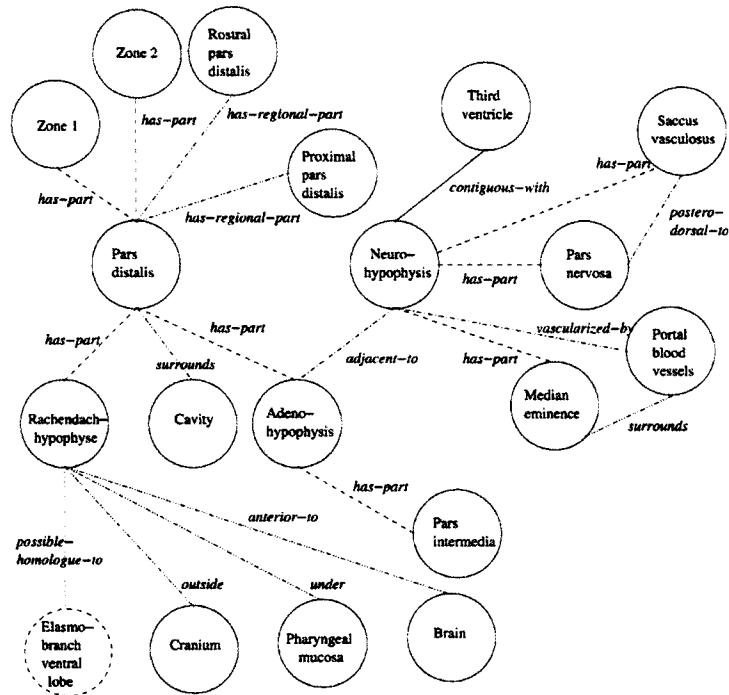 Zone 2
Rostral
pars
distalis
Zone 1
has-part
has-regional-part
Third
ventricle
Saccus
vasculosus
Proximal
pars
distalis
has-part
has-part
has-regional-part
contiguous-with
postero-
dorsal-to
Pars
distalis
Neuro-
hypophysis
has-part
Pars
nervosa
has-part
has-part
surrounds
adjacent-to
vascularized-by
has-part
Portal
blood
vessels
Rachendach-
hypophyse
Cavity
Adeno-
hypophysis
Median
eminence
surrounds
has-part
anterior-to
Pars
intermedia
possible-
homologue-to
outside
under
Elasmo-
branch
ventral
lobe
Cranium
Pharyngeal
mucosa
Brain